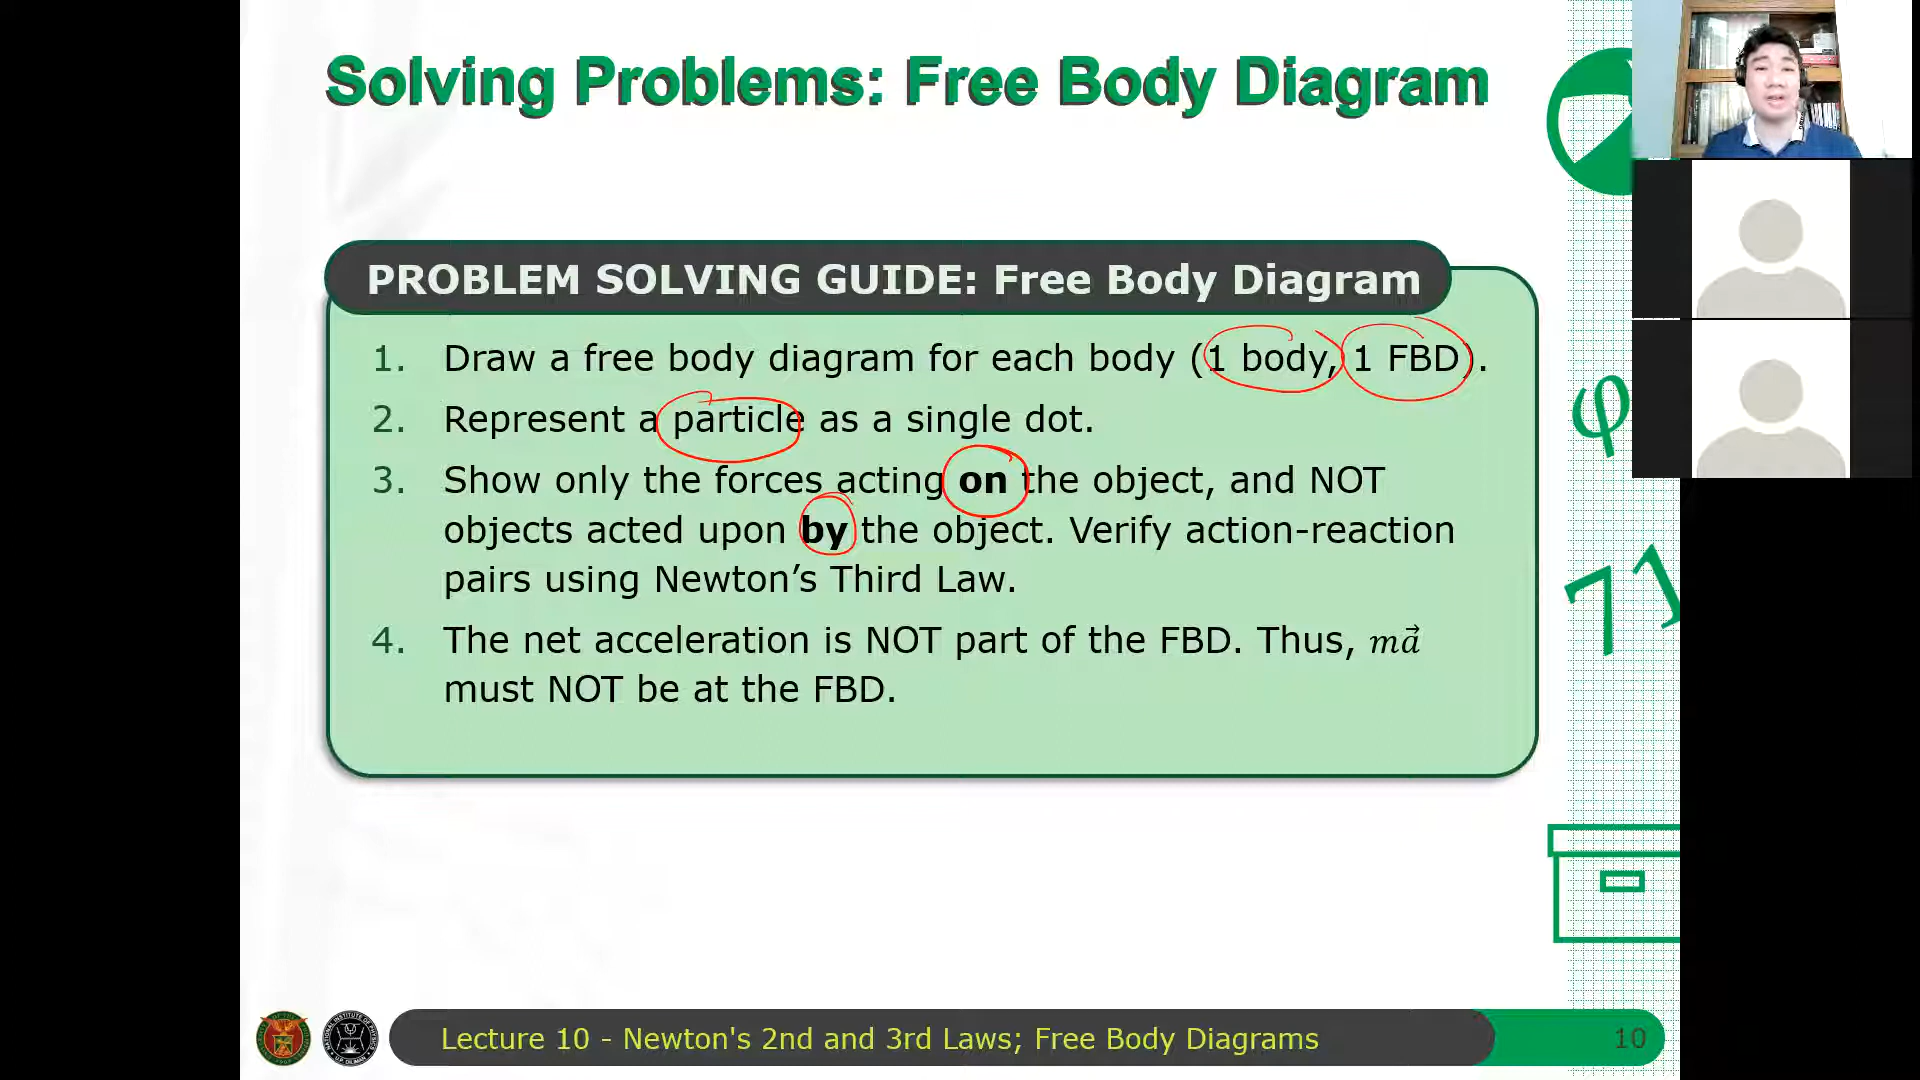 Solving Problems: Free Body Diagram
PROBLEM SOLVING GUIDE: Free Body Diagram
1. Draw a free body diagram for each body (1 body, 1 FBD).
2. Represent a particle as a single dot.
3. Show only the forces acting on the object, and NOT
objects acted upon by the object. Verify action-reaction
pairs using Newton’s Third Law.
4. The net acceleration is NOT part of the FBD. Thus, 𝑚𝑎⃗
must NOT be at the FBD.
φ
71
Lecture 10 - Newton's 2nd and 3rd Laws; Free Body Diagrams
10